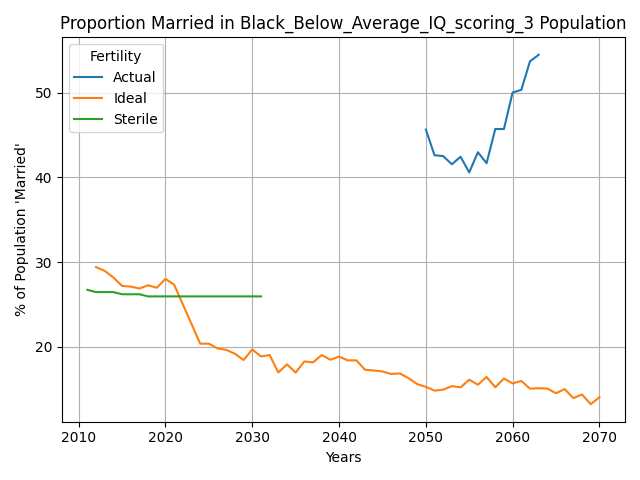 Proportion Married in Black_Below_Average_IQ_scoring_3 Population
Fertility
Actual
Ideal
Sterile
% of Population 'Married'
50
40
30
20
2010
2020
2030
2040
2050
2060
2070
Years